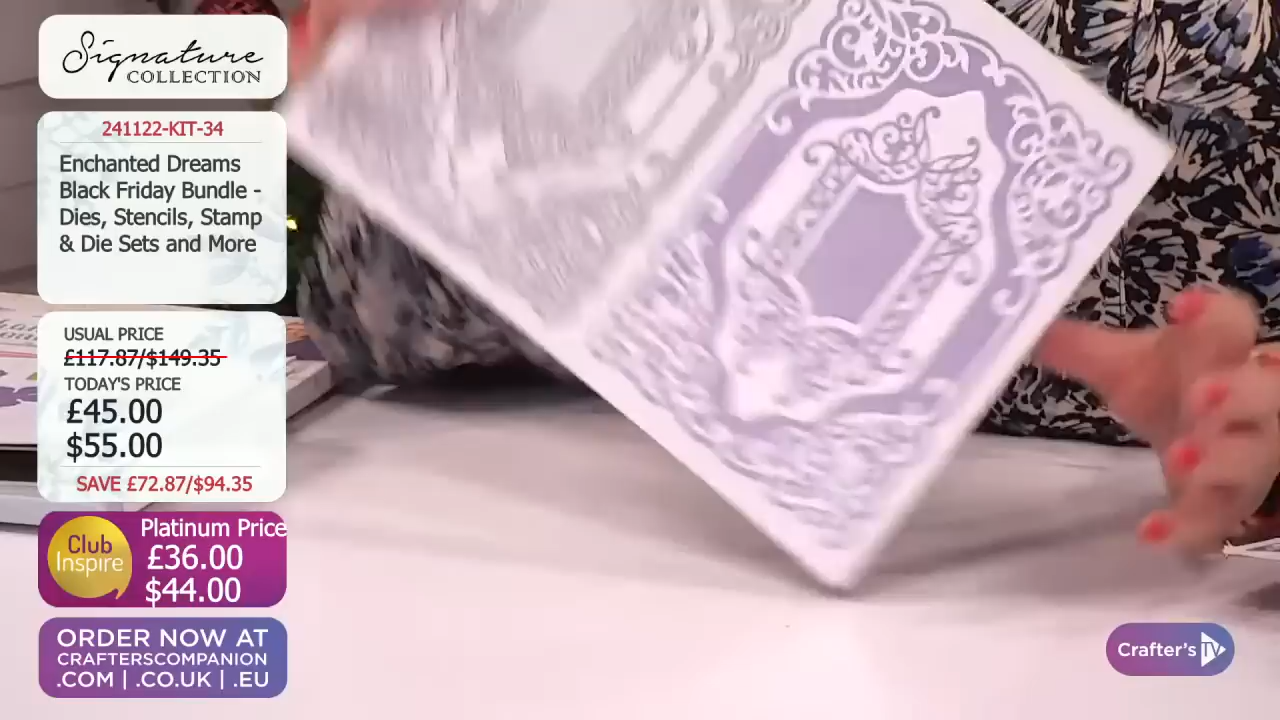 Signature
COLLECTION
241122-KIT-34
Enchanted Dreams
Black Friday Bundle -
Dies, Stencils, Stamp
& Die Sets and More
USUAL PRICE
£117.87/$149.35
TODAY'S PRICE
£45.00
$55.00
SAVE £72.87/$94.35
Club
Inspire
Platinum Price
£36.00
$44.00
ORDER NOW AT
CRAFTERSCOMPANION
.COM | .CO.UK | .EU
Crafter's TV